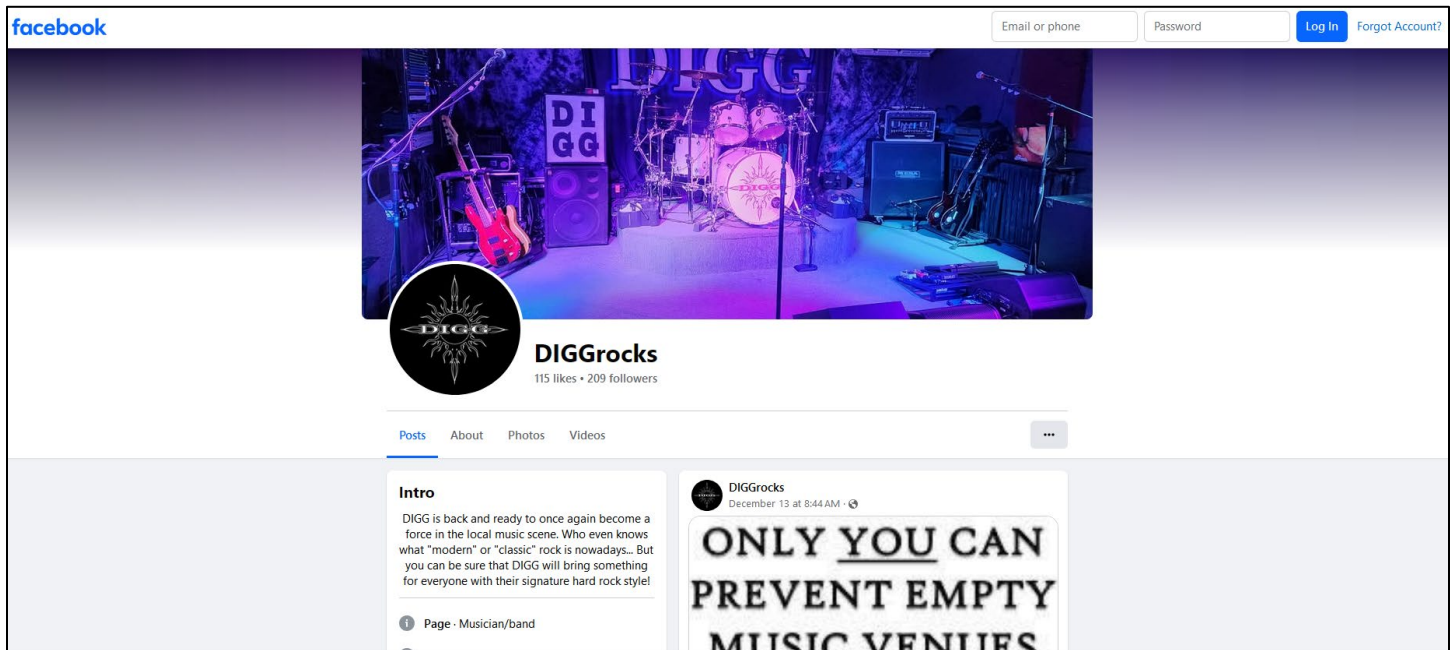 facebook
Email or phone
Password
Log In
Forgot Account?
DIGG
DI
GG
DIGG
DIGG
DIGGrocks
115 likes • 209 followers
Posts
About
Photos
Videos
Intro
DIGG is back and ready to once again become a
force in the local music scene. Who even knows
what "modern" or "classic" rock is nowadays... But
you can be sure that DIGG will bring something
for everyone with their signature hard rock style!
Page · Musician/band
DIGGrocks
December 13 at 8:44 AM ·
ONLY YOU CAN
PREVENT EMPTY
MUSIC VENUES